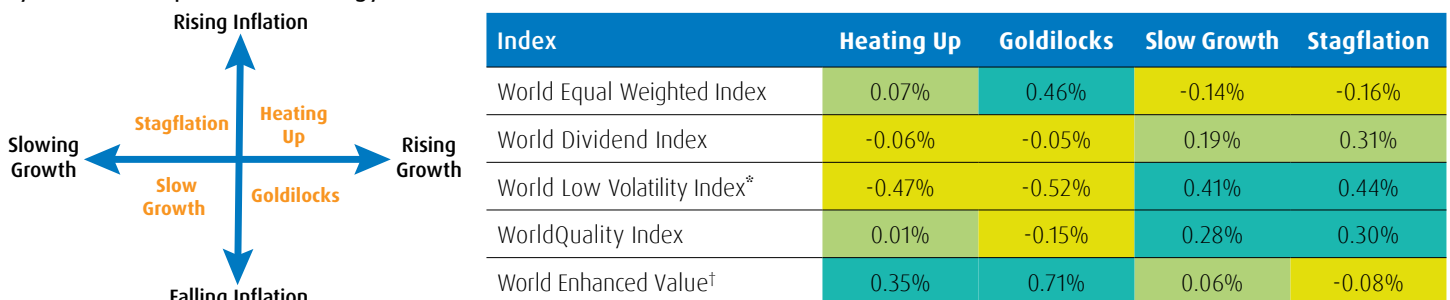 Rising Inflation
Stagflation
Heating
Up
Slowing
Growth
Rising
Growth
Slow
Growth
Goldilocks
Falling Inflation
Index Heating Up Goldilocks Slow Growth Stagflation
World Equal Weighted Index 0.07% 0.46% -0.14% -0.16%
World Dividend Index -0.06% -0.05% 0.19% 0.31%
World Low Volatility Index* -0.47% -0.52% 0.41% 0.44%
WorldQuality Index 0.01% -0.15% 0.28% 0.30%
World Enhanced Value† 0.35% 0.71% 0.06% -0.08%